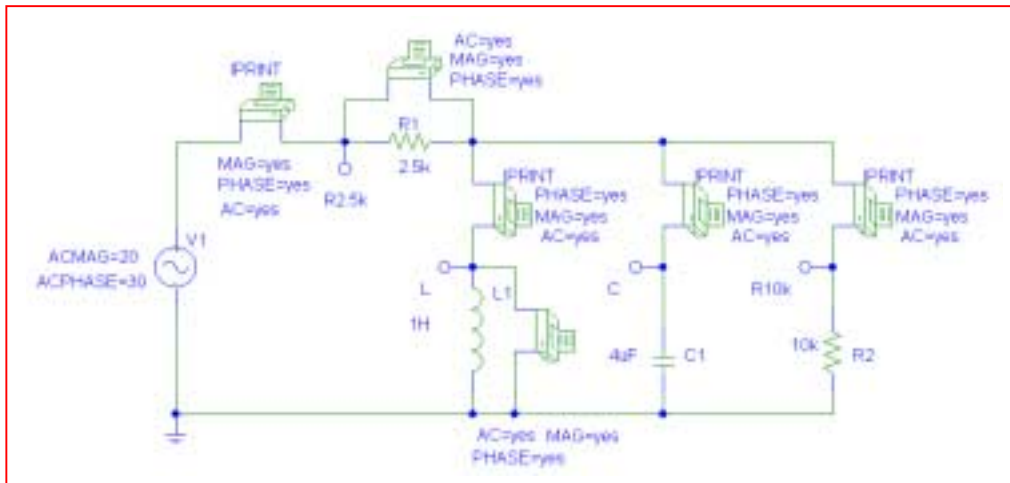 AC=yes
MAG=yes
PHASE=yes
IPRINT
R1
2.5k
MAG=yes
PHASE=yes
AC=yes
R2.5k
IPRINT
PHASE=yes
MAG=yes
AC=yes
IPRINT
PHASE=yes
MAG=yes
AC=yes
IPRINT
PHASE=yes
MAG=yes
AC=yes
V1
ACMAG=20
ACPHASE=30
L
L1
1H
C
4uF
C1
R10k
10k
R2
AC=yes MAG=yes
PHASE=yes